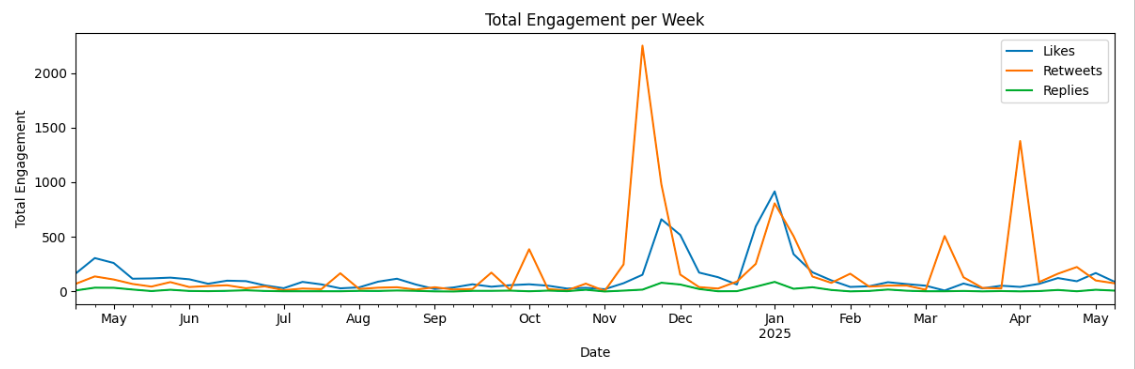 Total Engagement per Week
Likes
Retweets
Replies
Total Engagement
2000
1500
1000
500
0
May Jun Jul Aug Sep Oct Nov Dec Jan Feb Mar Apr May
2025
Date